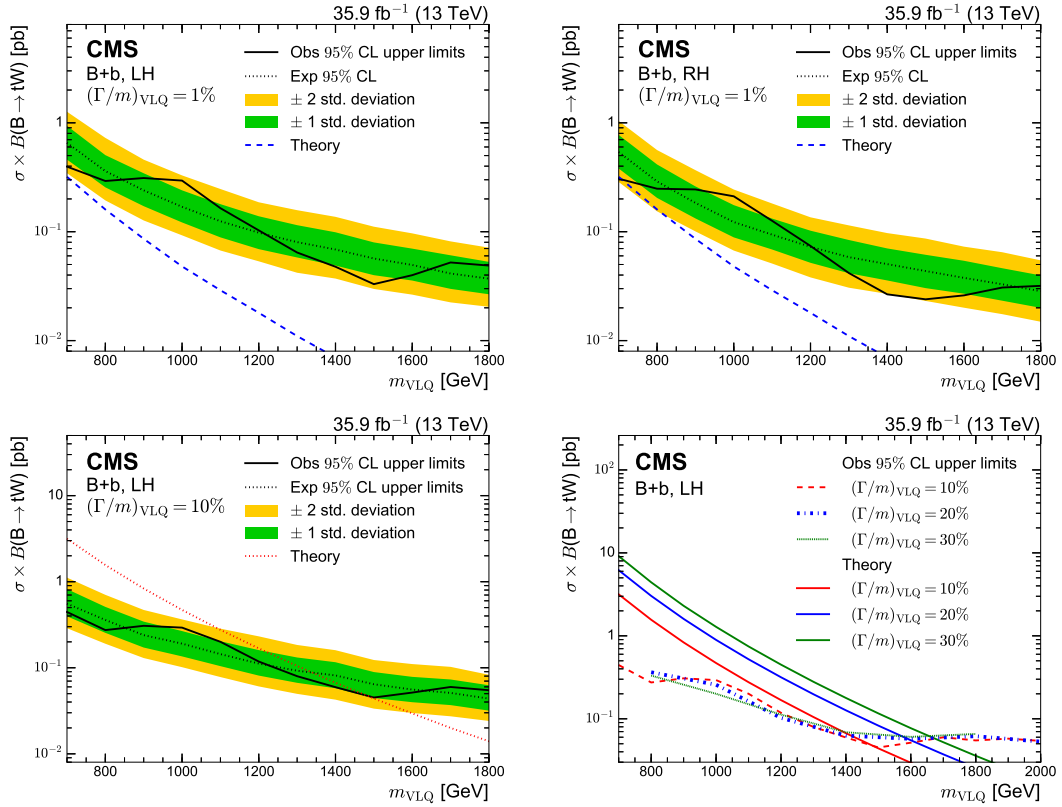 35.9 fb⁻¹ (13 TeV)
CMS
B+b, LH
(Γ/m)VLQ = 1%
Obs 95% CL upper limits
Exp 95% CL
± 2 std. deviation
± 1 std. deviation
Theory
σ × B(B → tW) [pb]
1
10⁻¹
10⁻²
800 1000 1200 1400 1600 1800
mVLQ [GeV]
35.9 fb⁻¹ (13 TeV)
CMS
B+b, RH
(Γ/m)VLQ = 1%
Obs 95% CL upper limits
Exp 95% CL
± 2 std. deviation
± 1 std. deviation
Theory
σ × B(B → tW) [pb]
1
10⁻¹
10⁻²
800 1000 1200 1400 1600 1800
mVLQ [GeV]
35.9 fb⁻¹ (13 TeV)
CMS
B+b, LH
(Γ/m)VLQ = 10%
Obs 95% CL upper limits
Exp 95% CL upper limits
± 2 std. deviation
± 1 std. deviation
Theory
σ × B(B → tW) [pb]
10
1
10⁻¹
10⁻²
800 1000 1200 1400 1600 1800
mVLQ [GeV]
35.9 fb⁻¹ (13 TeV)
CMS
B+b, LH
Obs 95% CL upper limits
(Γ/m)VLQ = 10%
(Γ/m)VLQ = 20%
(Γ/m)VLQ = 30%
Theory
(Γ/m)VLQ = 10%
(Γ/m)VLQ = 20%
(Γ/m)VLQ = 30%
σ × B(B → tW) [pb]
10²
10
1
10⁻¹
800 1000 1200 1400 1600 1800 2000
mVLQ [GeV]